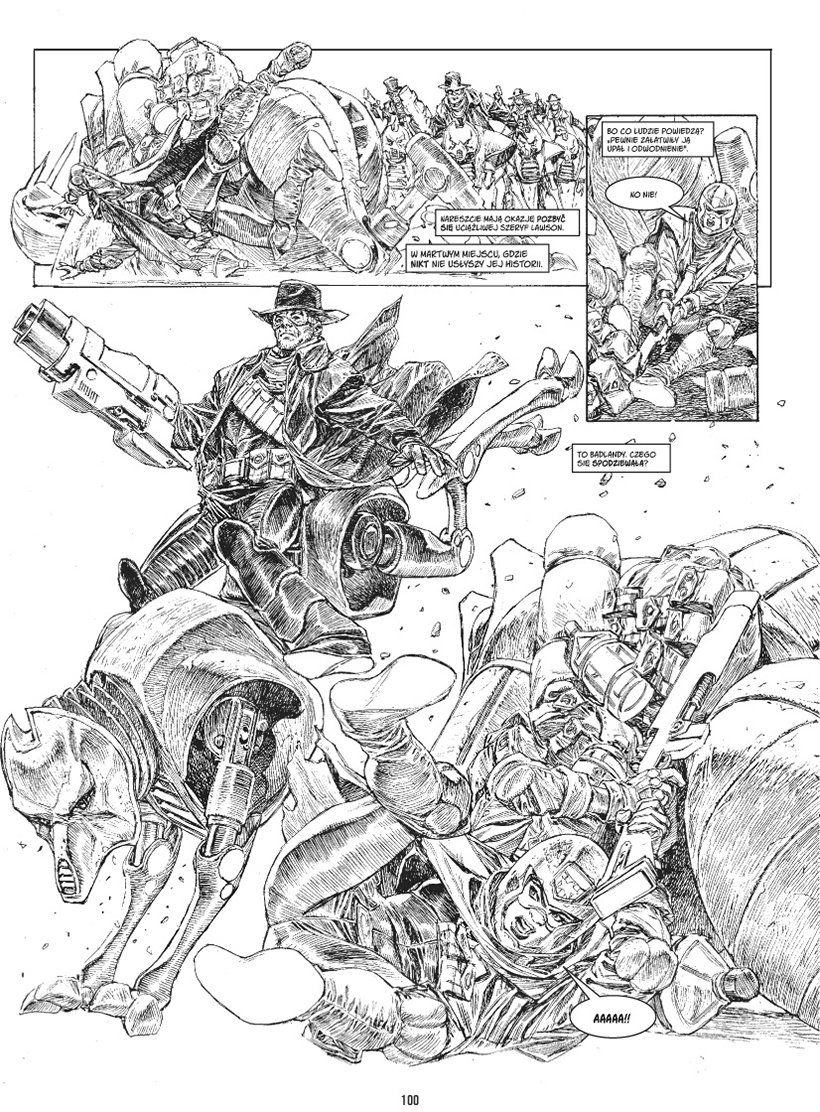 NARESZCIE MAJĄ OKAZJĘ POZBYĆ
SIĘ UCIĄŻLIWEJ SZERYF LAWSON.
W MARTWYM MIEJSCU, GDZIE
NIKT NIE USŁYSZY JEJ HISTORII.
BO CO LUDZIE POWIEDZĄ?
„PEWNIE ZAŁATWIŁY JĄ
UPAŁ I ODWODNIENIE”.
NO NIE!
TO BADLANDY. CZEGO
SIĘ SPODZIEWAŁA?
AAAAA!!
100